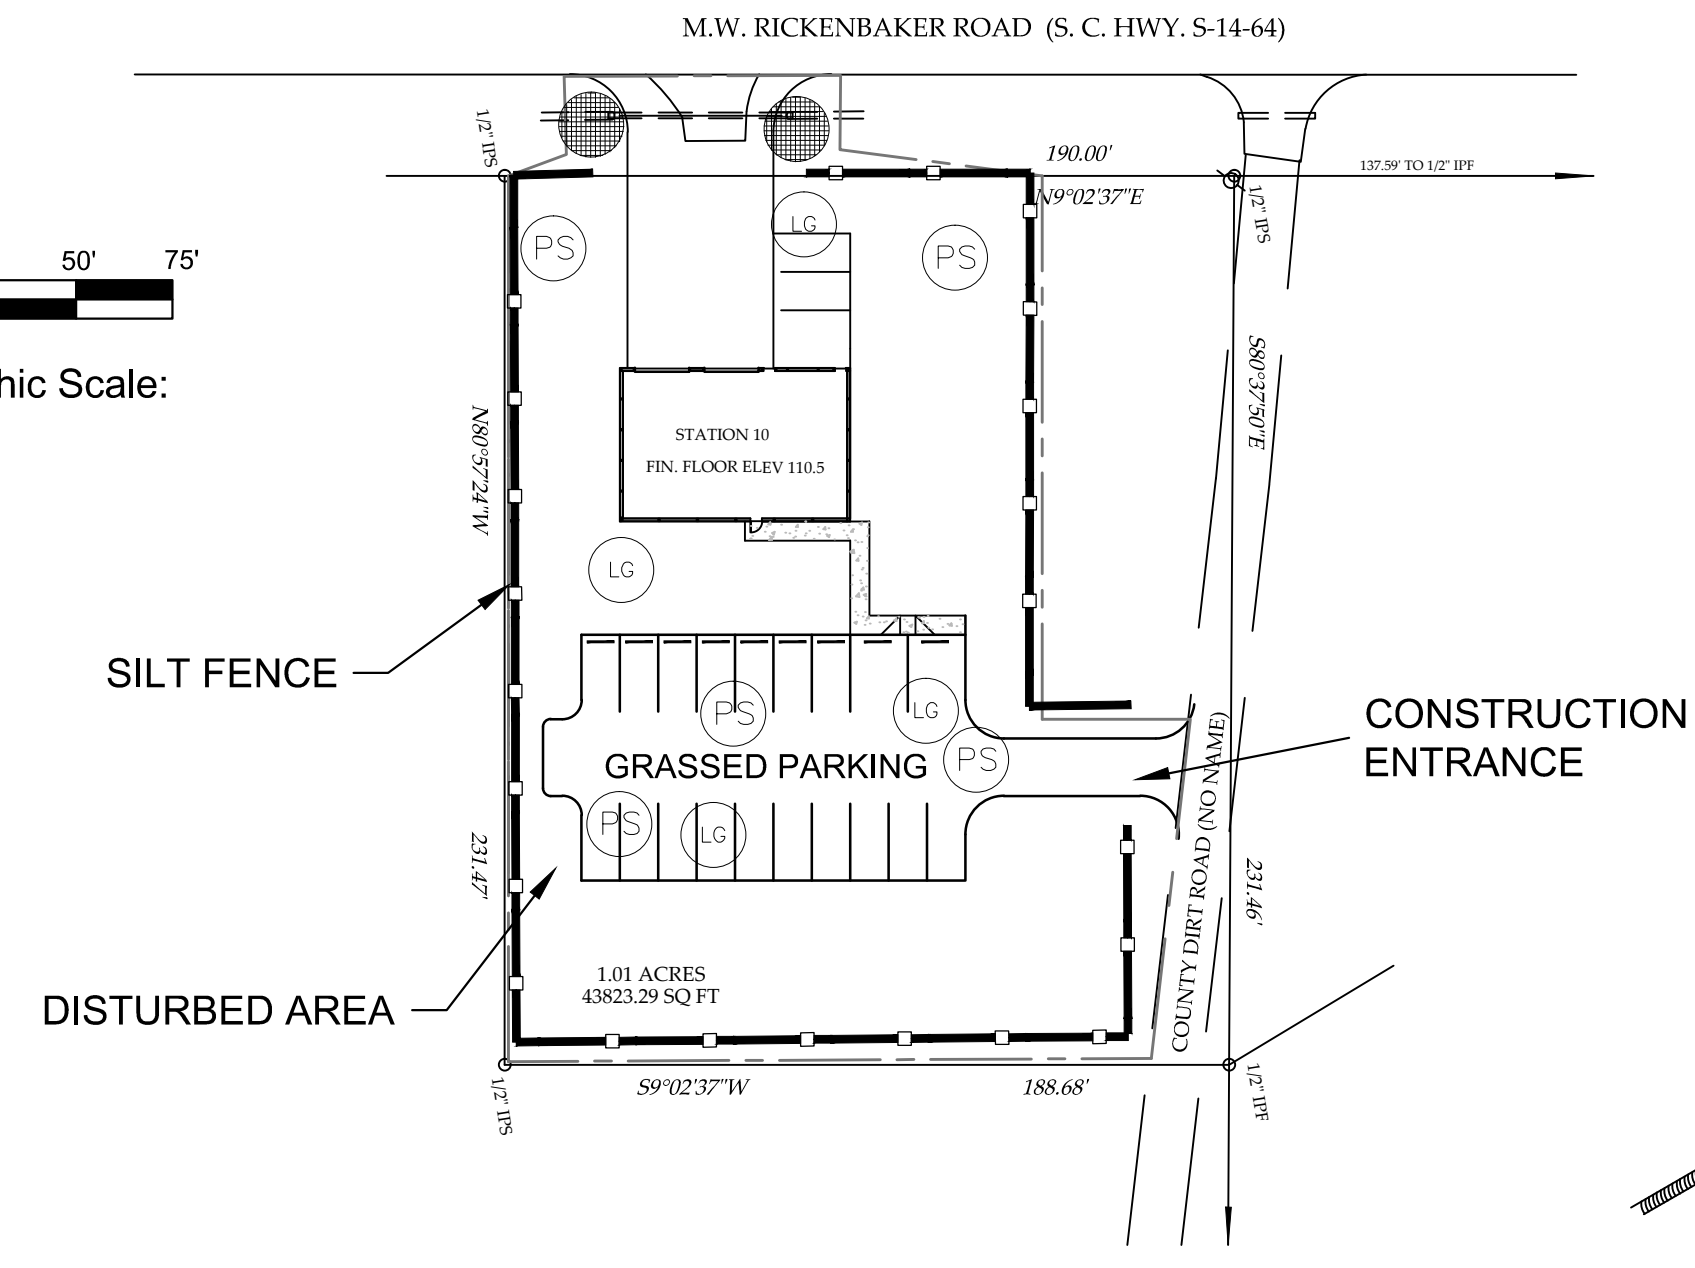 M.W. RICKENBAKER ROAD (S. C. HWY. S-14-64)
1/2" IPS
190.00'
137.59' TO 1/2" IPF
N9°02'37"E
1/2" IPS
LG
PS
PS
50' 75'
hic Scale:
S80°37'50"E
N80°57'24"W
STATION 10
FIN. FLOOR ELEV 110.5
LG
SILT FENCE
PS
LG
CONSTRUCTION
ENTRANCE
GRASSED PARKING
PS
PS
LG
COUNTY DIRT ROAD (NO NAME)
231.47'
231.46'
1.01 ACRES
43823.29 SQ FT
DISTURBED AREA
S9°02'37"W
188.68'
1/2" IPS
1/2" IPF